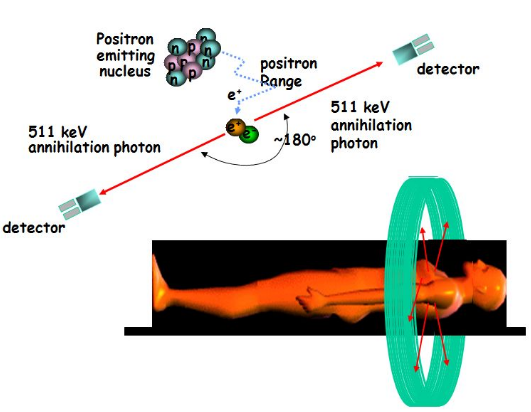 Positron
emitting
nucleus
n
n
n
n
p
p
p
p
n
positron
Range
detector
e+
e+
e-
~180°
511 keV
annihilation
photon
511 keV
annihilation photon
detector